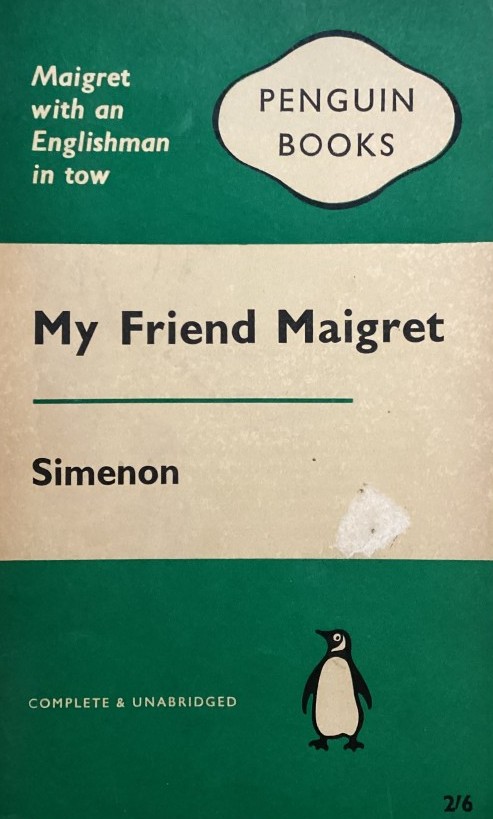 Maigret
with an
Englishman
in tow
PENGUIN
BOOKS
My Friend Maigret
Simenon
COMPLETE & UNABRIDGED
2/6